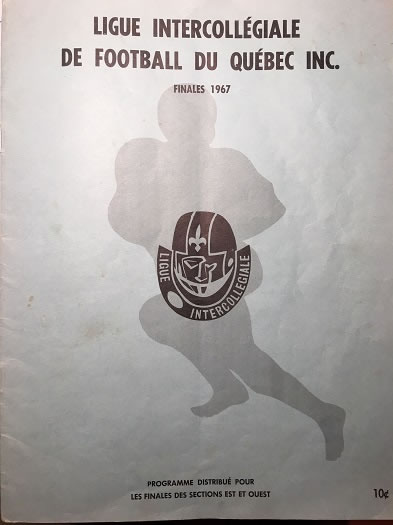 LIGUE INTERCOLLÉGIALE
DE FOOTBALL DU QUÉBEC INC.
FINALES 1967
LIGUE
INTERCOLLEGIALE
PROGRAMME DISTRIBUÉ POUR
LES FINALES DES SECTIONS EST ET OUEST
10¢